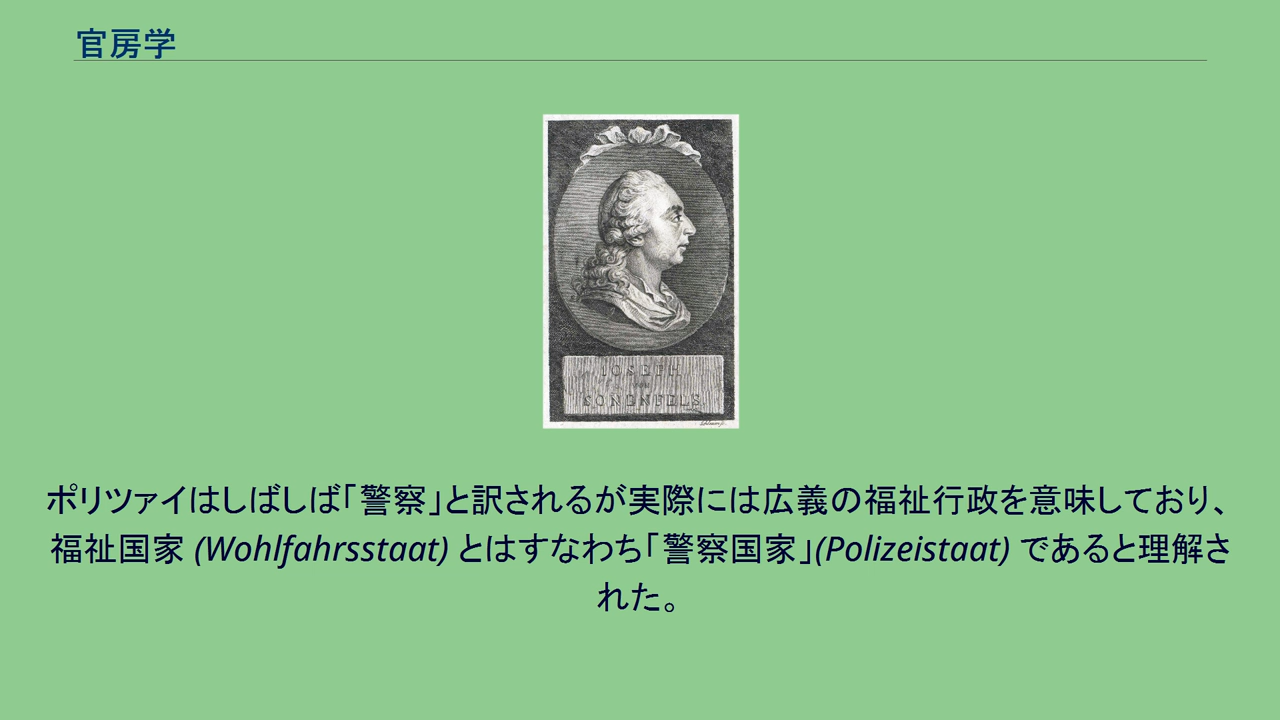 官房学
IOSEPH
VON
SONENFELS
ポリツァイはしばしば｢警察｣と訳されるが実際には広義の福祉行政を意味しており、
福祉国家 (Wohlfahrsstaat) とはすなわち｢警察国家｣(Polizeistaat) であると理解さ
れた。